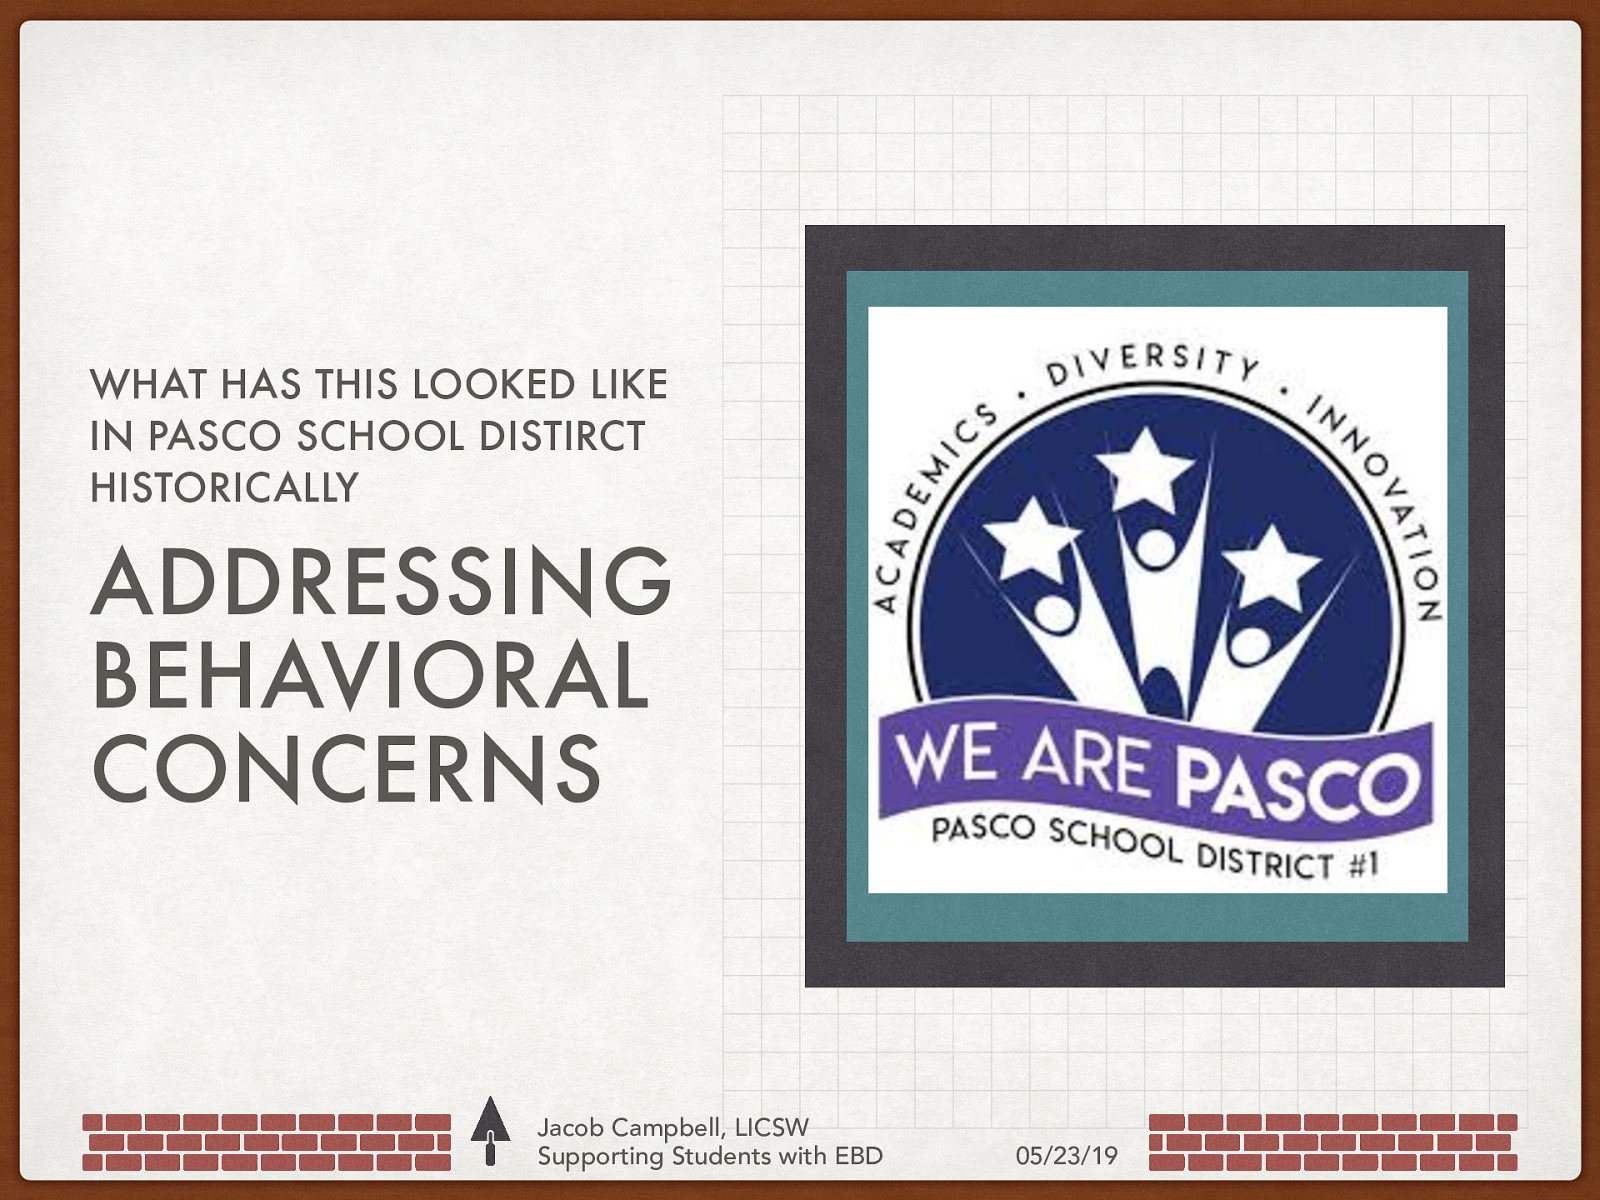 WHAT HAS THIS LOOKED LIKE
IN PASCO SCHOOL DISTIRCT
HISTORICALLY
ADDRESSING
BEHAVIORAL
CONCERNS
ACADEMICS • DIVERSITY • INNOVATION
WE ARE PASCO
PASCO SCHOOL DISTRICT #1
Jacob Campbell, LICSW
Supporting Students with EBD
05/23/19